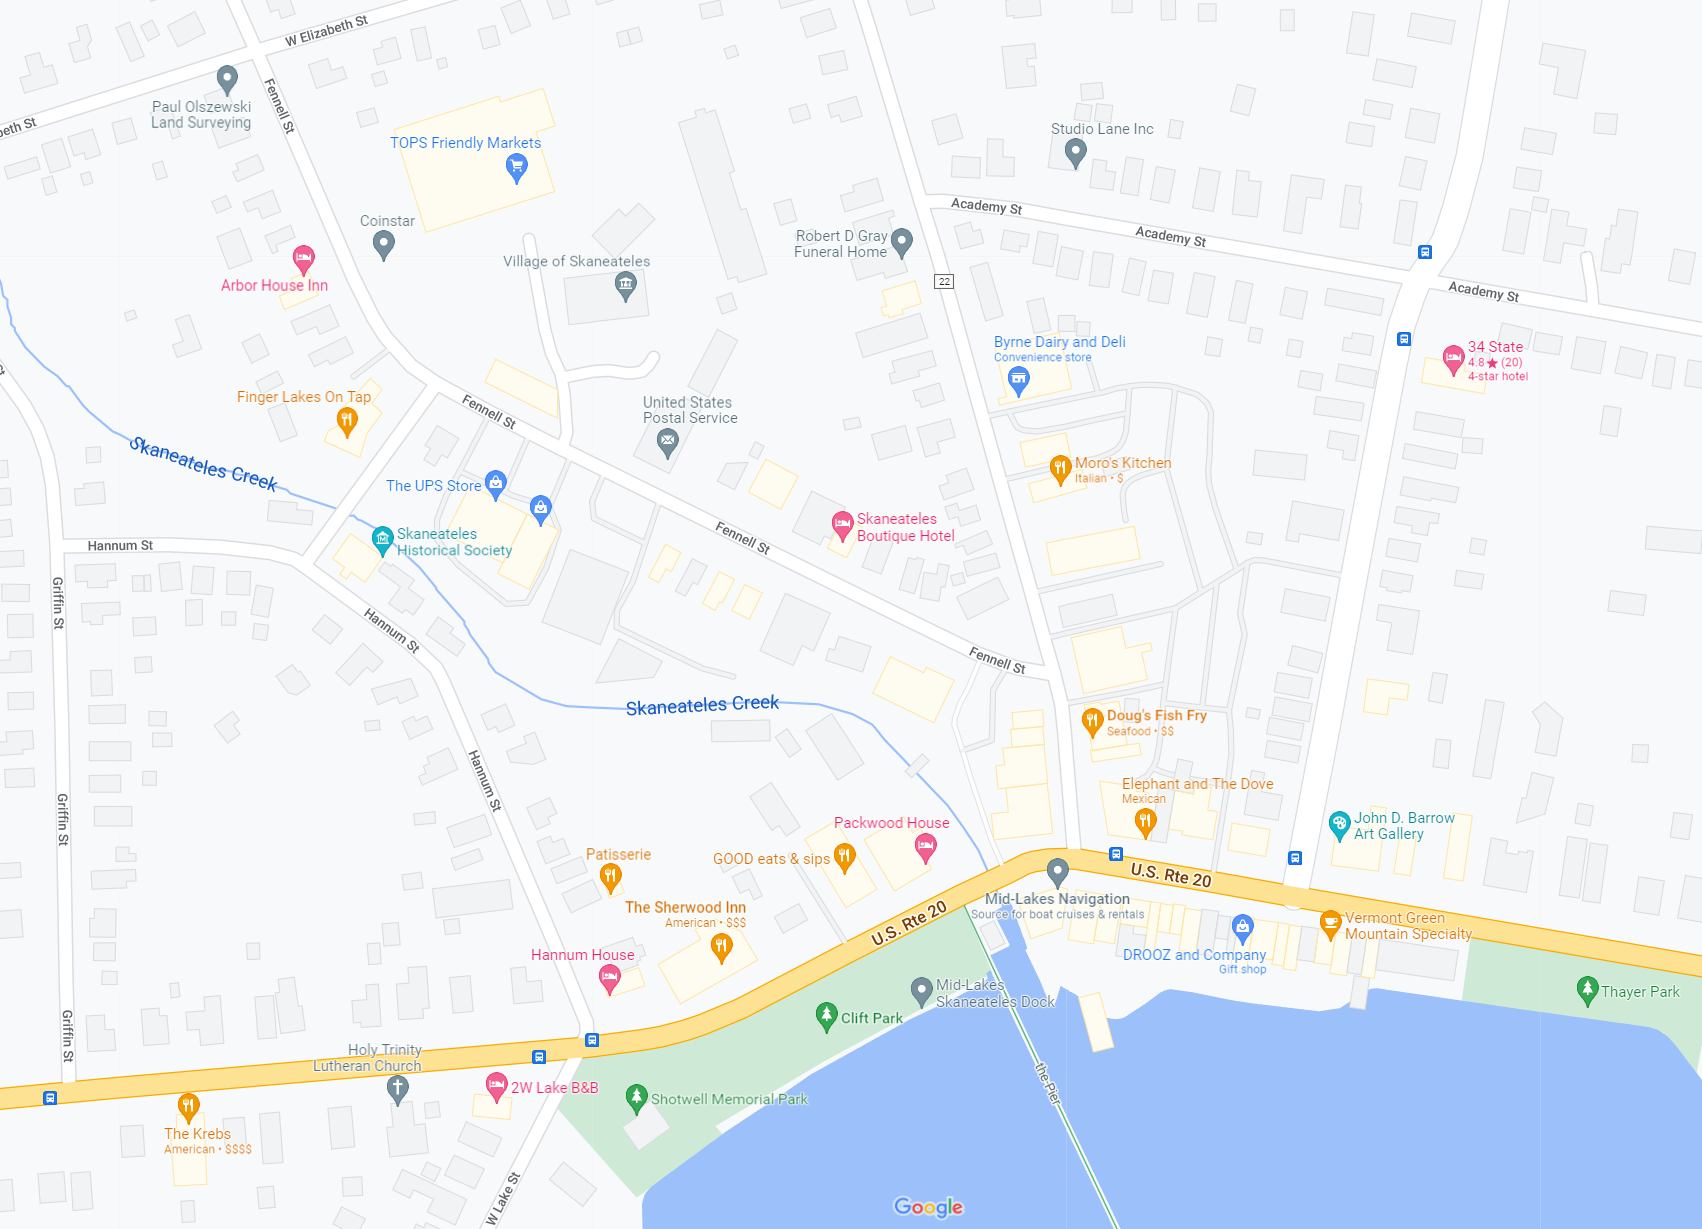 W Elizabeth St
Fennell St
Paul Olszewski
Land Surveying
beth St
TOPS Friendly Markets
Studio Lane Inc
Academy St
Academy St
Coinstar
Robert D Gray
Funeral Home
Village of Skaneateles
Arbor House Inn
22
Academy St
Byrne Dairy and Deli
Convenience store
34 State
4.8★ (20)
4-star hotel
St
Finger Lakes On Tap
Fennell St
United States
Postal Service
Skaneateles Creek
The UPS Store
Moro's Kitchen
Italian • $
Skaneateles
Historical Society
Fennell St
Skaneateles
Boutique Hotel
Hannum St
Griffin St
Hannum St
Fennell St
Skaneateles Creek
Doug's Fish Fry
Seafood • $$
Hannum St
Elephant and The Dove
Mexican
Griffin St
Packwood House
John D. Barrow
Art Gallery
Patisserie
GOOD eats & sips
U.S. Rte 20
The Sherwood Inn
American • $$$
U.S. Rte 20
Mid-Lakes Navigation
Source for boat cruises & rentals
Vermont Green
Mountain Specialty
Hannum House
DROOZ and Company
Gift shop
Mid-Lakes
Skaneateles Dock
Thayer Park
Clift Park
Griffin St
Holy Trinity
Lutheran Church
2W Lake B&B
Shotwell Memorial Park
the Pier
The Krebs
American • $$$$
W Lake St
Google